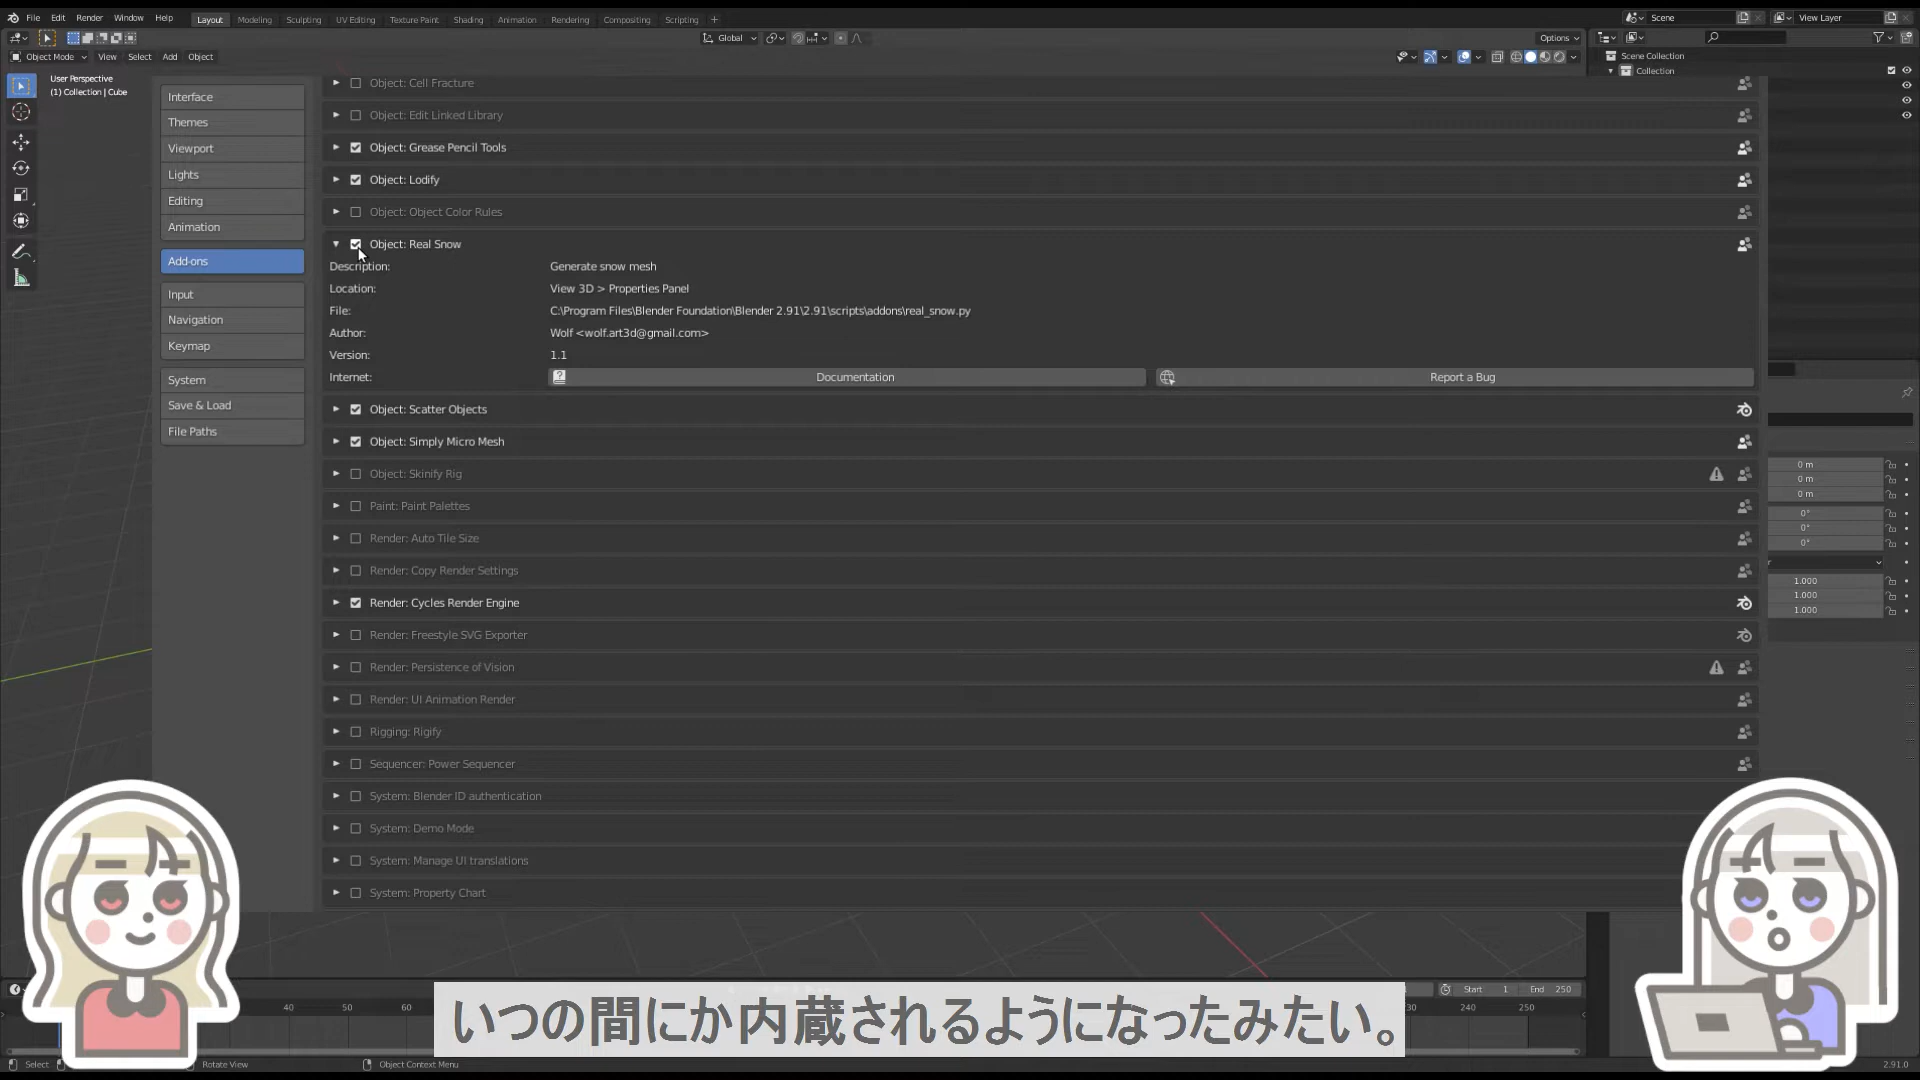 File Edit Render Window Help Layout Modeling Sculpting UV Editing Texture Paint Shading Animation Rendering Compositing Scripting + Scene View Layer
Global Options
Object Mode View Select Add Object
User Perspective
(1) Collection | Cube
Scene Collection
Collection
Interface
Themes
Viewport
Lights
Editing
Animation
Add-ons
Input
Navigation
Keymap
System
Save & Load
File Paths
Object: Cell Fracture
Object: Edit Linked Library
Object: Grease Pencil Tools
Object: Lodify
Object: Object Color Rules
Object: Real Snow
Description: Generate snow mesh
Location: View 3D > Properties Panel
File: C:\Program Files\Blender Foundation\Blender 2.91\2.91\scripts\addons\real_snow.py
Author: Wolf <wolf.art3d@gmail.com>
Version: 1.1
Internet: Documentation Report a Bug
Object: Scatter Objects
Object: Simply Micro Mesh
Object: Skinify Rig
Paint: Paint Palettes
Render: Auto Tile Size
Render: Copy Render Settings
Render: Cycles Render Engine
Render: Freestyle SVG Exporter
Render: Persistence of Vision
Render: UI Animation Render
Rigging: Rigify
Sequencer: Power Sequencer
System: Blender ID authentication
System: Demo Mode
System: Manage UI translations
System: Property Chart
0 m
0 m
0 m
0°
0°
0°
1.000
1.000
1.000
Start 1 End 250
40 50 60 240 250
いつの間にか内蔵されるようになったみたい。
Select Rotate View Object Context Menu 2.91.0